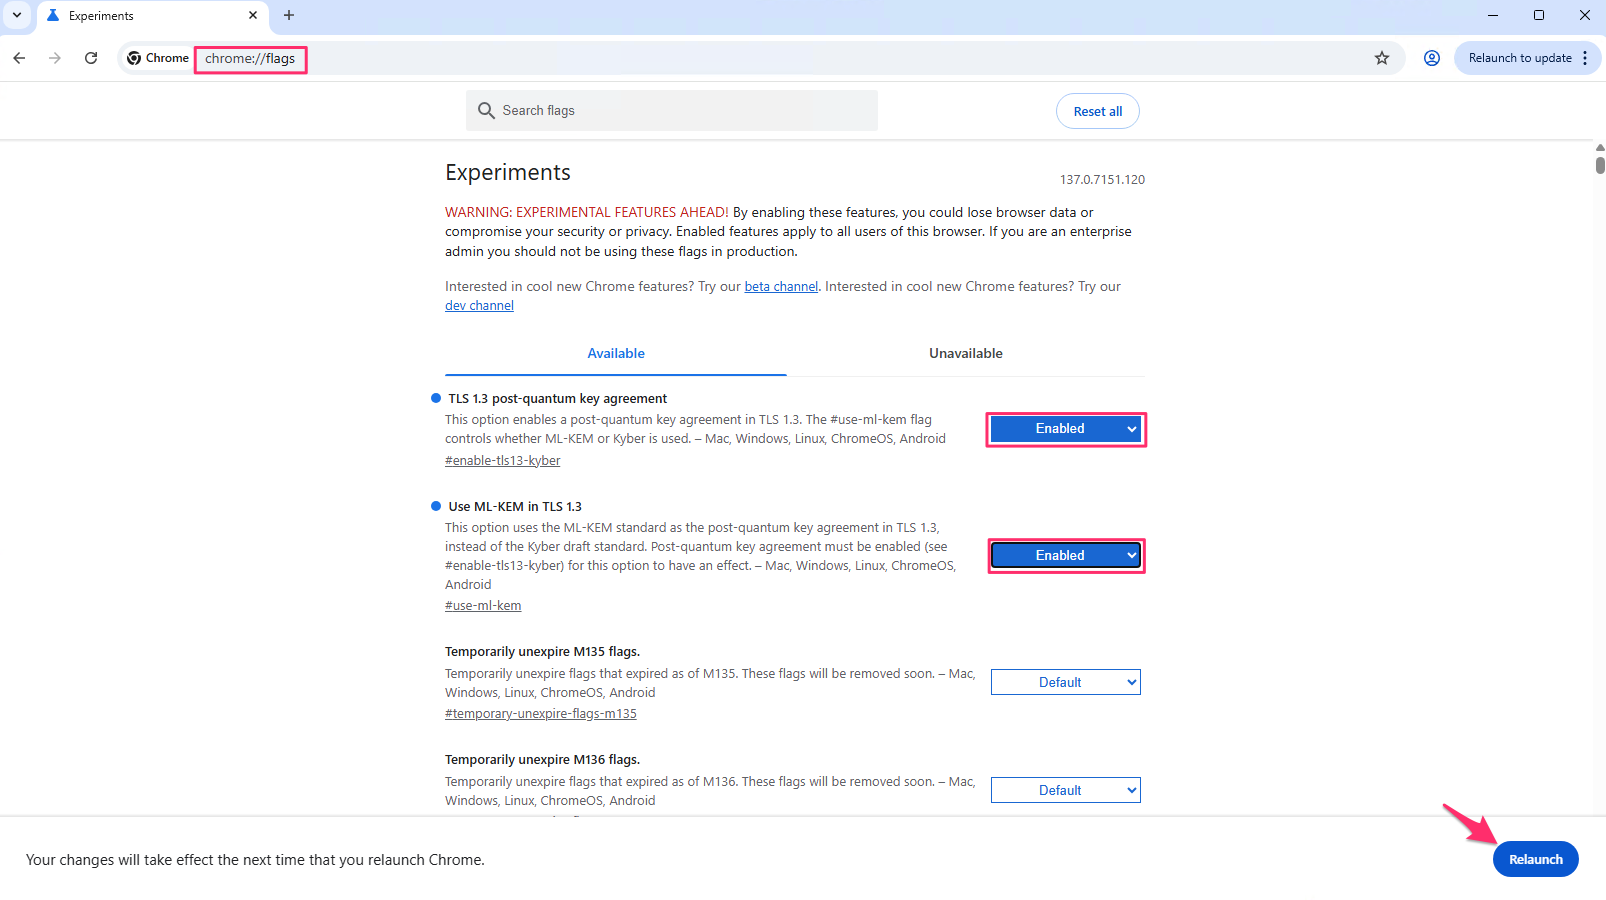 Experiments
Chrome
chrome://flags
Relaunch to update
Search flags
Reset all
Experiments
137.0.7151.120
WARNING: EXPERIMENTAL FEATURES AHEAD! By enabling these features, you could lose browser data or
compromise your security or privacy. Enabled features apply to all users of this browser. If you are an enterprise
admin you should not be using these flags in production.
Interested in cool new Chrome features? Try our beta channel. Interested in cool new Chrome features? Try our
dev channel
Available
Unavailable
TLS 1.3 post-quantum key agreement
This option enables a post-quantum key agreement in TLS 1.3. The #use-ml-kem flag
controls whether ML-KEM or Kyber is used. – Mac, Windows, Linux, ChromeOS, Android
#enable-tls13-kyber
Enabled
Use ML-KEM in TLS 1.3
This option uses the ML-KEM standard as the post-quantum key agreement in TLS 1.3,
instead of the Kyber draft standard. Post-quantum key agreement must be enabled (see
#enable-tls13-kyber) for this option to have an effect. – Mac, Windows, Linux, ChromeOS,
Android
#use-ml-kem
Enabled
Temporarily unexpire M135 flags.
Temporarily unexpire flags that expired as of M135. These flags will be removed soon. – Mac,
Windows, Linux, ChromeOS, Android
#temporary-unexpire-flags-m135
Default
Temporarily unexpire M136 flags.
Temporarily unexpire flags that expired as of M136. These flags will be removed soon. – Mac,
Windows, Linux, ChromeOS, Android
Default
Your changes will take effect the next time that you relaunch Chrome.
Relaunch